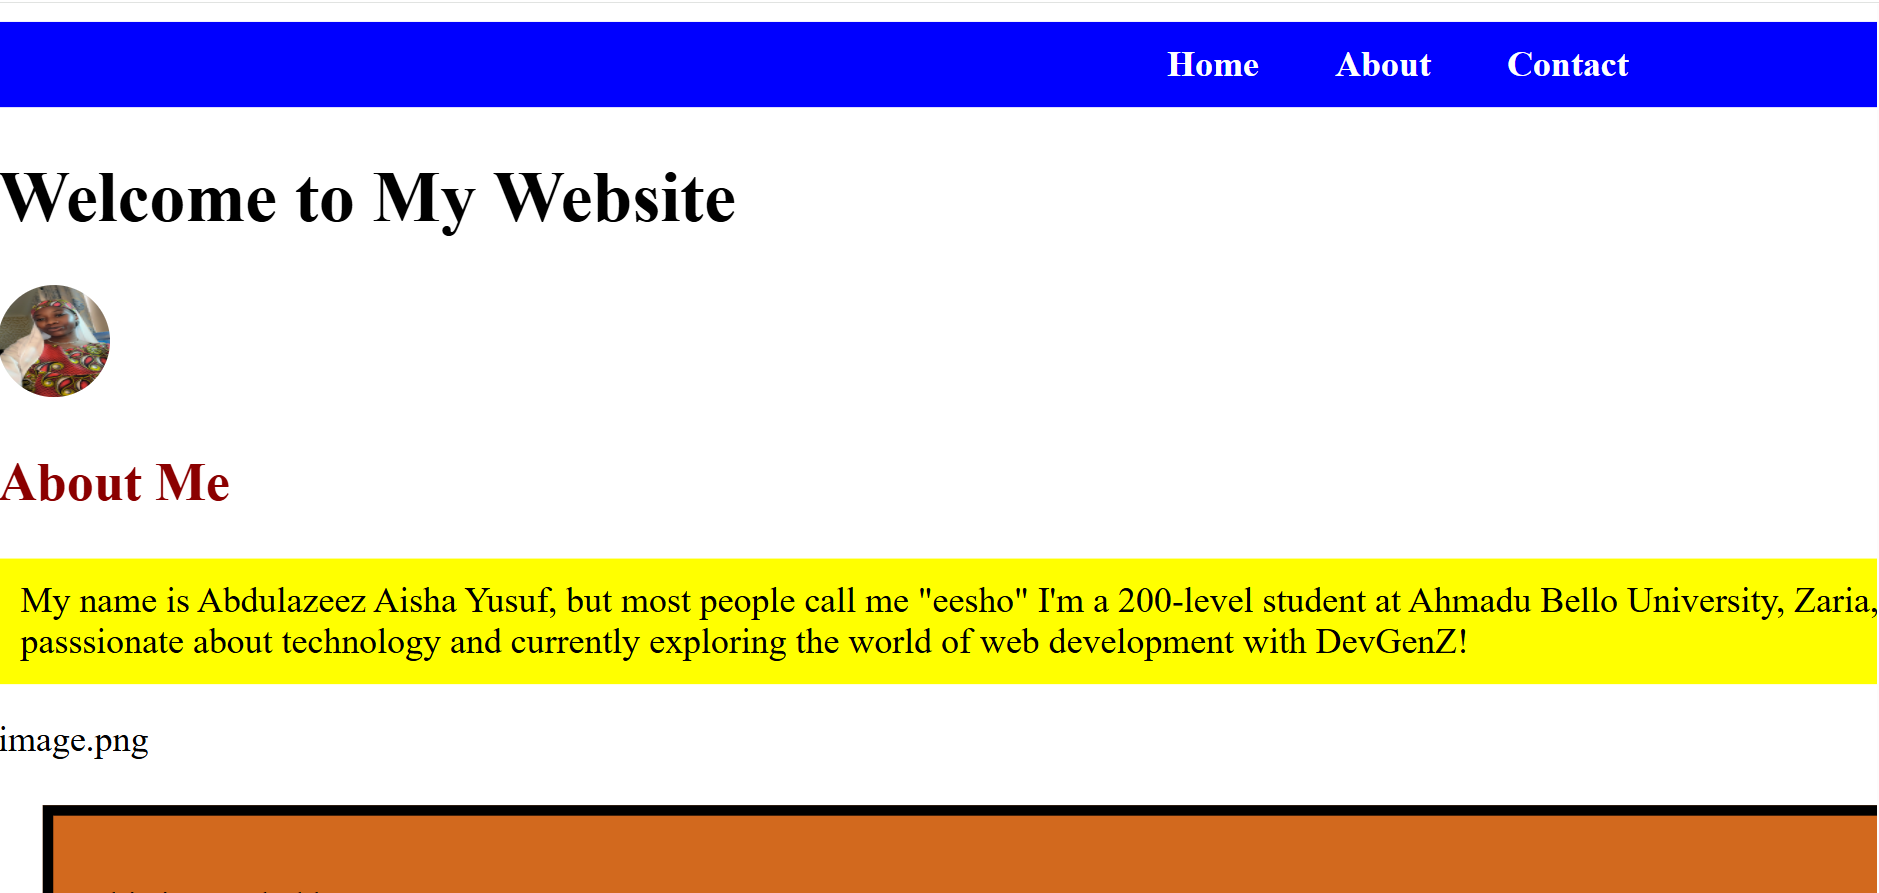 Home About Contact
Welcome to My Website
About Me
My name is Abdulazeez Aisha Yusuf, but most people call me "eesho" I'm a 200-level student at Ahmadu Bello University, Zaria,
passsionate about technology and currently exploring the world of web development with DevGenZ!
image.png